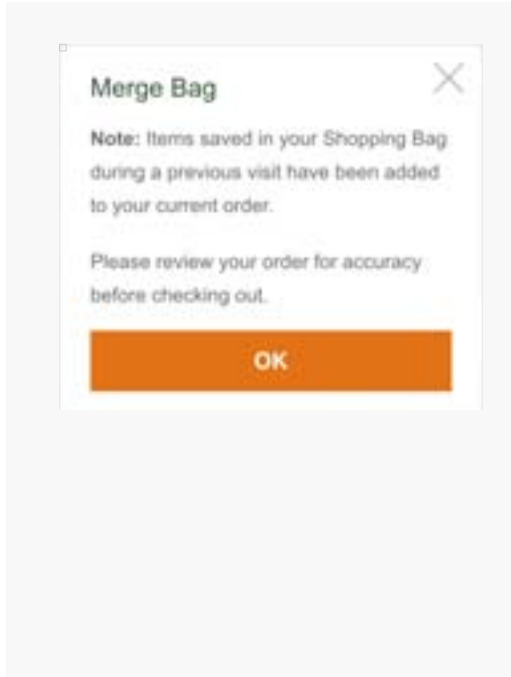 Merge Bag
Note: Items saved in your Shopping Bag
during a previous visit have been added
to your current order.
Please review your order for accuracy
before checking out.
OK